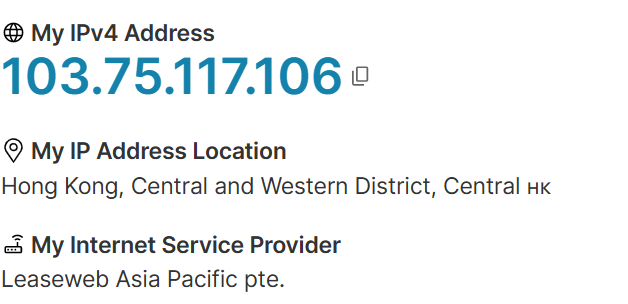 My IPv4 Address
103.75.117.106
My IP Address Location
Hong Kong, Central and Western District, Central HK
My Internet Service Provider
Leaseweb Asia Pacific pte.